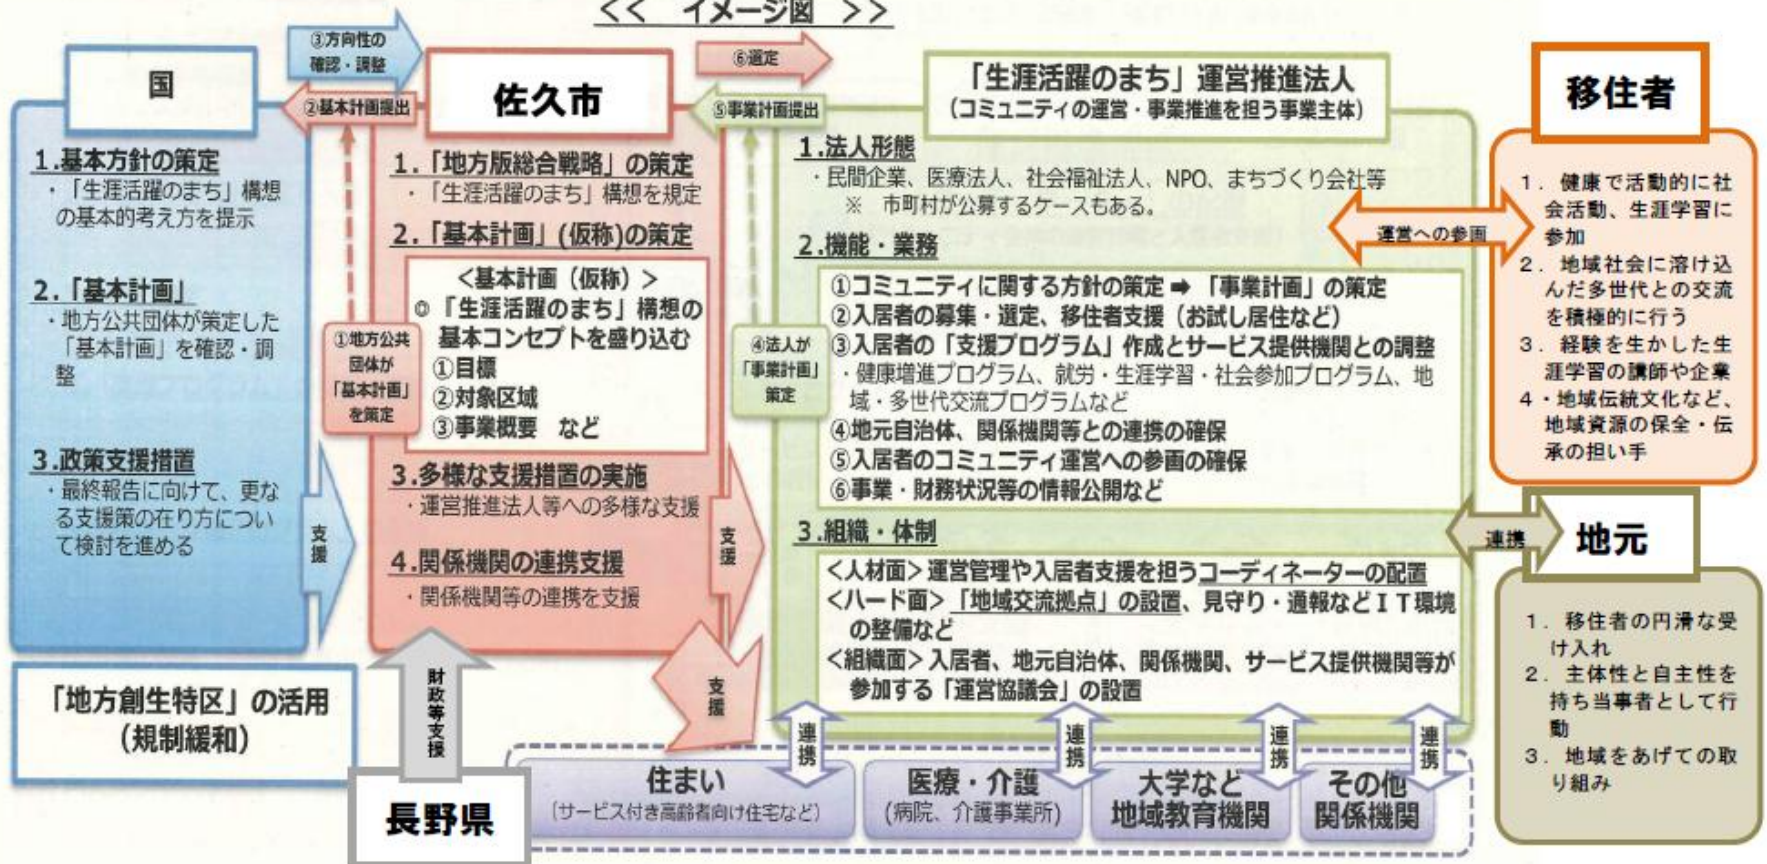 << イメージ図 >>
③方向性の
確認・調整
国
②基本計画提出
1.基本方針の策定
・「生涯活躍のまち」構想
の基本的考え方を提示
2.「基本計画」
・地方公共団体が策定した
「基本計画」を確認・調
整
3.政策支援措置
・最終報告に向けて、更な
る支援策の在り方につい
て検討を進める
支援
「地方創生特区」の活用
(規制緩和)
佐久市
⑥選定
⑤事業計画提出
1.「地方版総合戦略」の策定
・「生涯活躍のまち」構想を規定
2.「基本計画」(仮称)の策定
<基本計画(仮称)>
◎「生涯活躍のまち」構想の
基本コンセプトを盛り込む
①目標
②対象区域
③事業概要 など
①地方公共
団体が
「基本計画」
を策定
3.多様な支援措置の実施
・運営推進法人等への多様な支援
4.関係機関の連携支援
・関係機関等の連携を支援
支援
支援
財政等支援
長野県
「生涯活躍のまち」運営推進法人
(コミュニティの運営・事業推進を担う事業主体)
④法人が
「事業計画」
策定
1.法人形態
・民間企業、医療法人、社会福祉法人、NPO、まちづくり会社等
※ 市町村が公募するケースもある。
2.機能・業務
①コミュニティに関する方針の策定➡「事業計画」の策定
②入居者の募集・選定、移住者支援(お試し居住など)
③入居者の「支援プログラム」作成とサービス提供機関との調整
・健康増進プログラム、就労・生涯学習・社会参加プログラム、地
域・多世代交流プログラムなど
④地元自治体、関係機関等との連携の確保
⑤入居者のコミュニティ運営への参画の確保
⑥事業・財務状況等の情報公開など
3.組織・体制
<人材面>運営管理や入居者支援を担うコーディネーターの配置
<ハード面>「地域交流拠点」の設置、見守り・通報などIT環境
の整備など
<組織面>入居者、地元自治体、関係機関、サービス提供機関等が
参加する「運営協議会」の設置
連携
連携
連携
連携
住まい
(サービス付き高齢者向け住宅など)
医療・介護
(病院、介護事業所)
大学など
地域教育機関
その他
関係機関
運営への参画
移住者
1. 健康で活動的に社
会活動、生涯学習に
参加
2. 地域社会に溶け込
んだ多世代との交流
を積極的に行う
3. 経験を生かした生
涯学習の講師や企業
4・地域伝統文化など、
地域資源の保全・伝
承の担い手
連携
地元
1. 移住者の円滑な受
け入れ
2. 主体性と自主性を
持ち当事者として行
動
3. 地域をあげての取
り組み